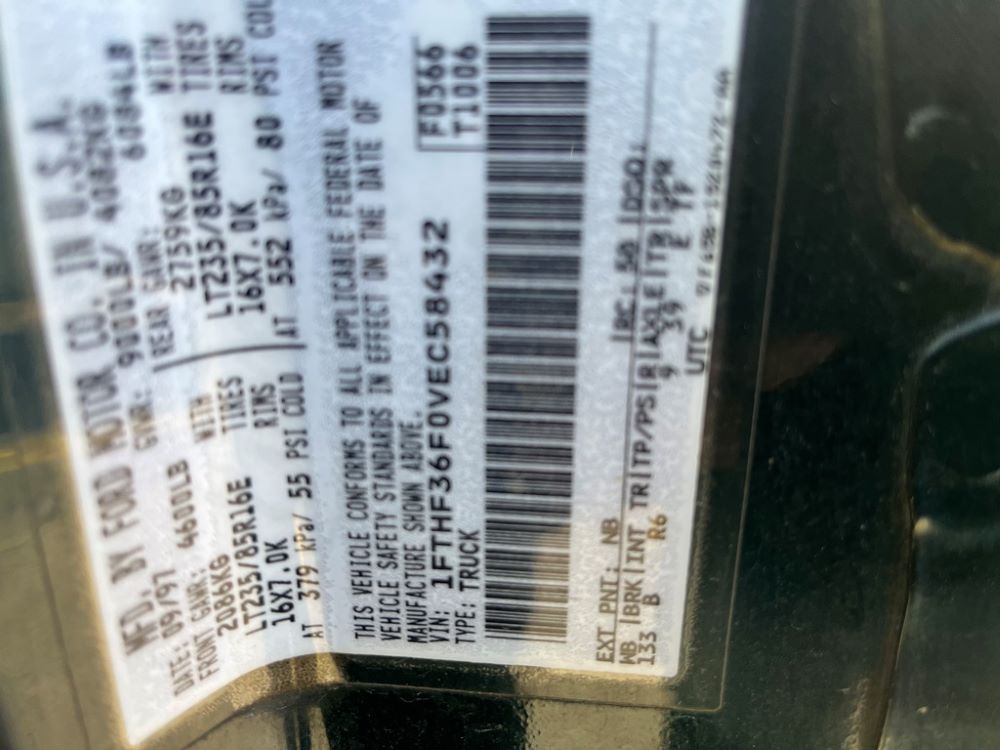 MFD. BY FORD MOTOR CO. IN U.S.A.
DATE: 09/97 GVWR: 9000LB/ 4082KG
FRONT GAWR: 4600LB REAR GAWR: 6084LB
2086KG WITH 2759KG WITH
LT235/85R16E TIRES LT235/85R16E TIRES
16X7.0K RIMS 16X7.0K RIMS
AT 379 kPa/ 55 PSI COLD AT 552 kPa/ 80 PSI COL
THIS VEHICLE CONFORMS TO ALL APPLICABLE FEDERAL MOTOR
VEHICLE SAFETY STANDARDS IN EFFECT ON THE DATE OF
MANUFACTURE SHOWN ABOVE.
VIN: 1FTHF36F0VEC58432
TYPE: TRUCK
F0366
T1006
EXT PNT: NB RC: 50 DSO:
WB BRK INT TR TP/PS R AXLE TR SPR
133 B R6 9 39 E TP
UTC